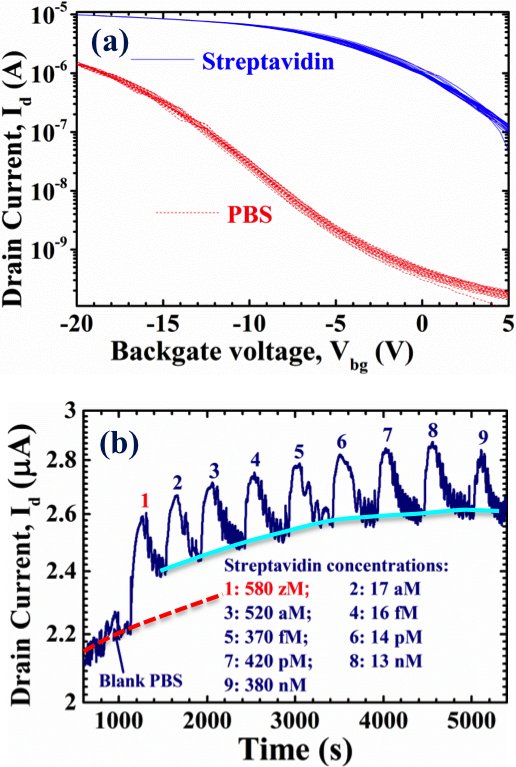 (a)
Streptavidin
PBS
Drain Current, I_d (A)
10⁻⁵
10⁻⁶
10⁻⁷
10⁻⁸
10⁻⁹
-20 -15 -10 -5 0 5
Backgate voltage, V_bg (V)
(b)
Drain Current, I_d (μA)
3
2.8
2.6
2.4
2.2
2
1 2 3 4 5 6 7 8 9
Streptavidin concentrations:
1: 580 zM; 2: 17 aM
3: 520 aM; 4: 16 fM
5: 370 fM; 6: 14 pM
7: 420 pM; 8: 13 nM
9: 380 nM
Blank PBS
1000 2000 3000 4000 5000
Time (s)